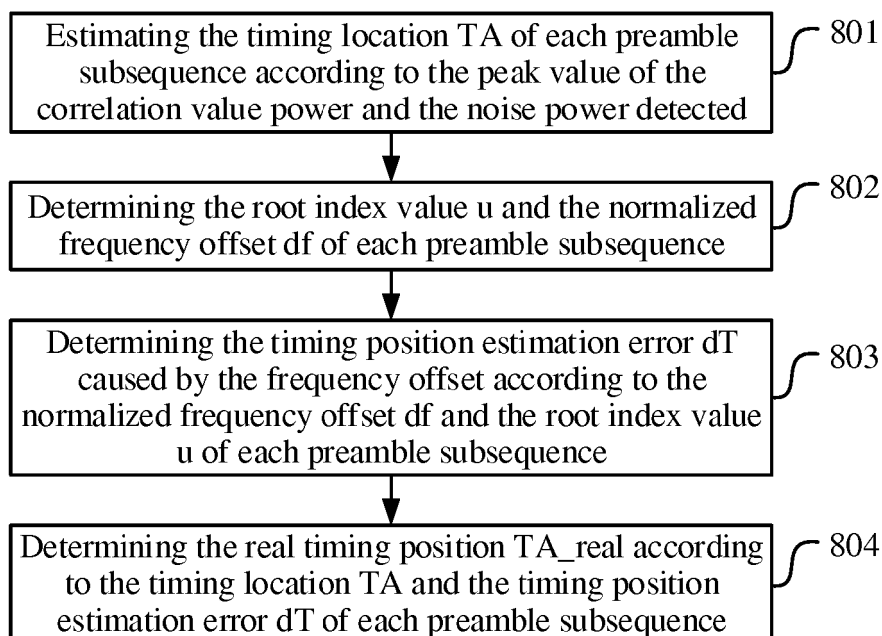 Estimating the timing location TA of each preamble
subsequence according to the peak value of the
correlation value power and the noise power detected
801
Determining the root index value u and the normalized
frequency offset df of each preamble subsequence
802
Determining the timing position estimation error dT
caused by the frequency offset according to the
normalized frequency offset df and the root index value
u of each preamble subsequence
803
Determining the real timing position TA_real according
to the timing location TA and the timing position
estimation error dT of each preamble subsequence
804